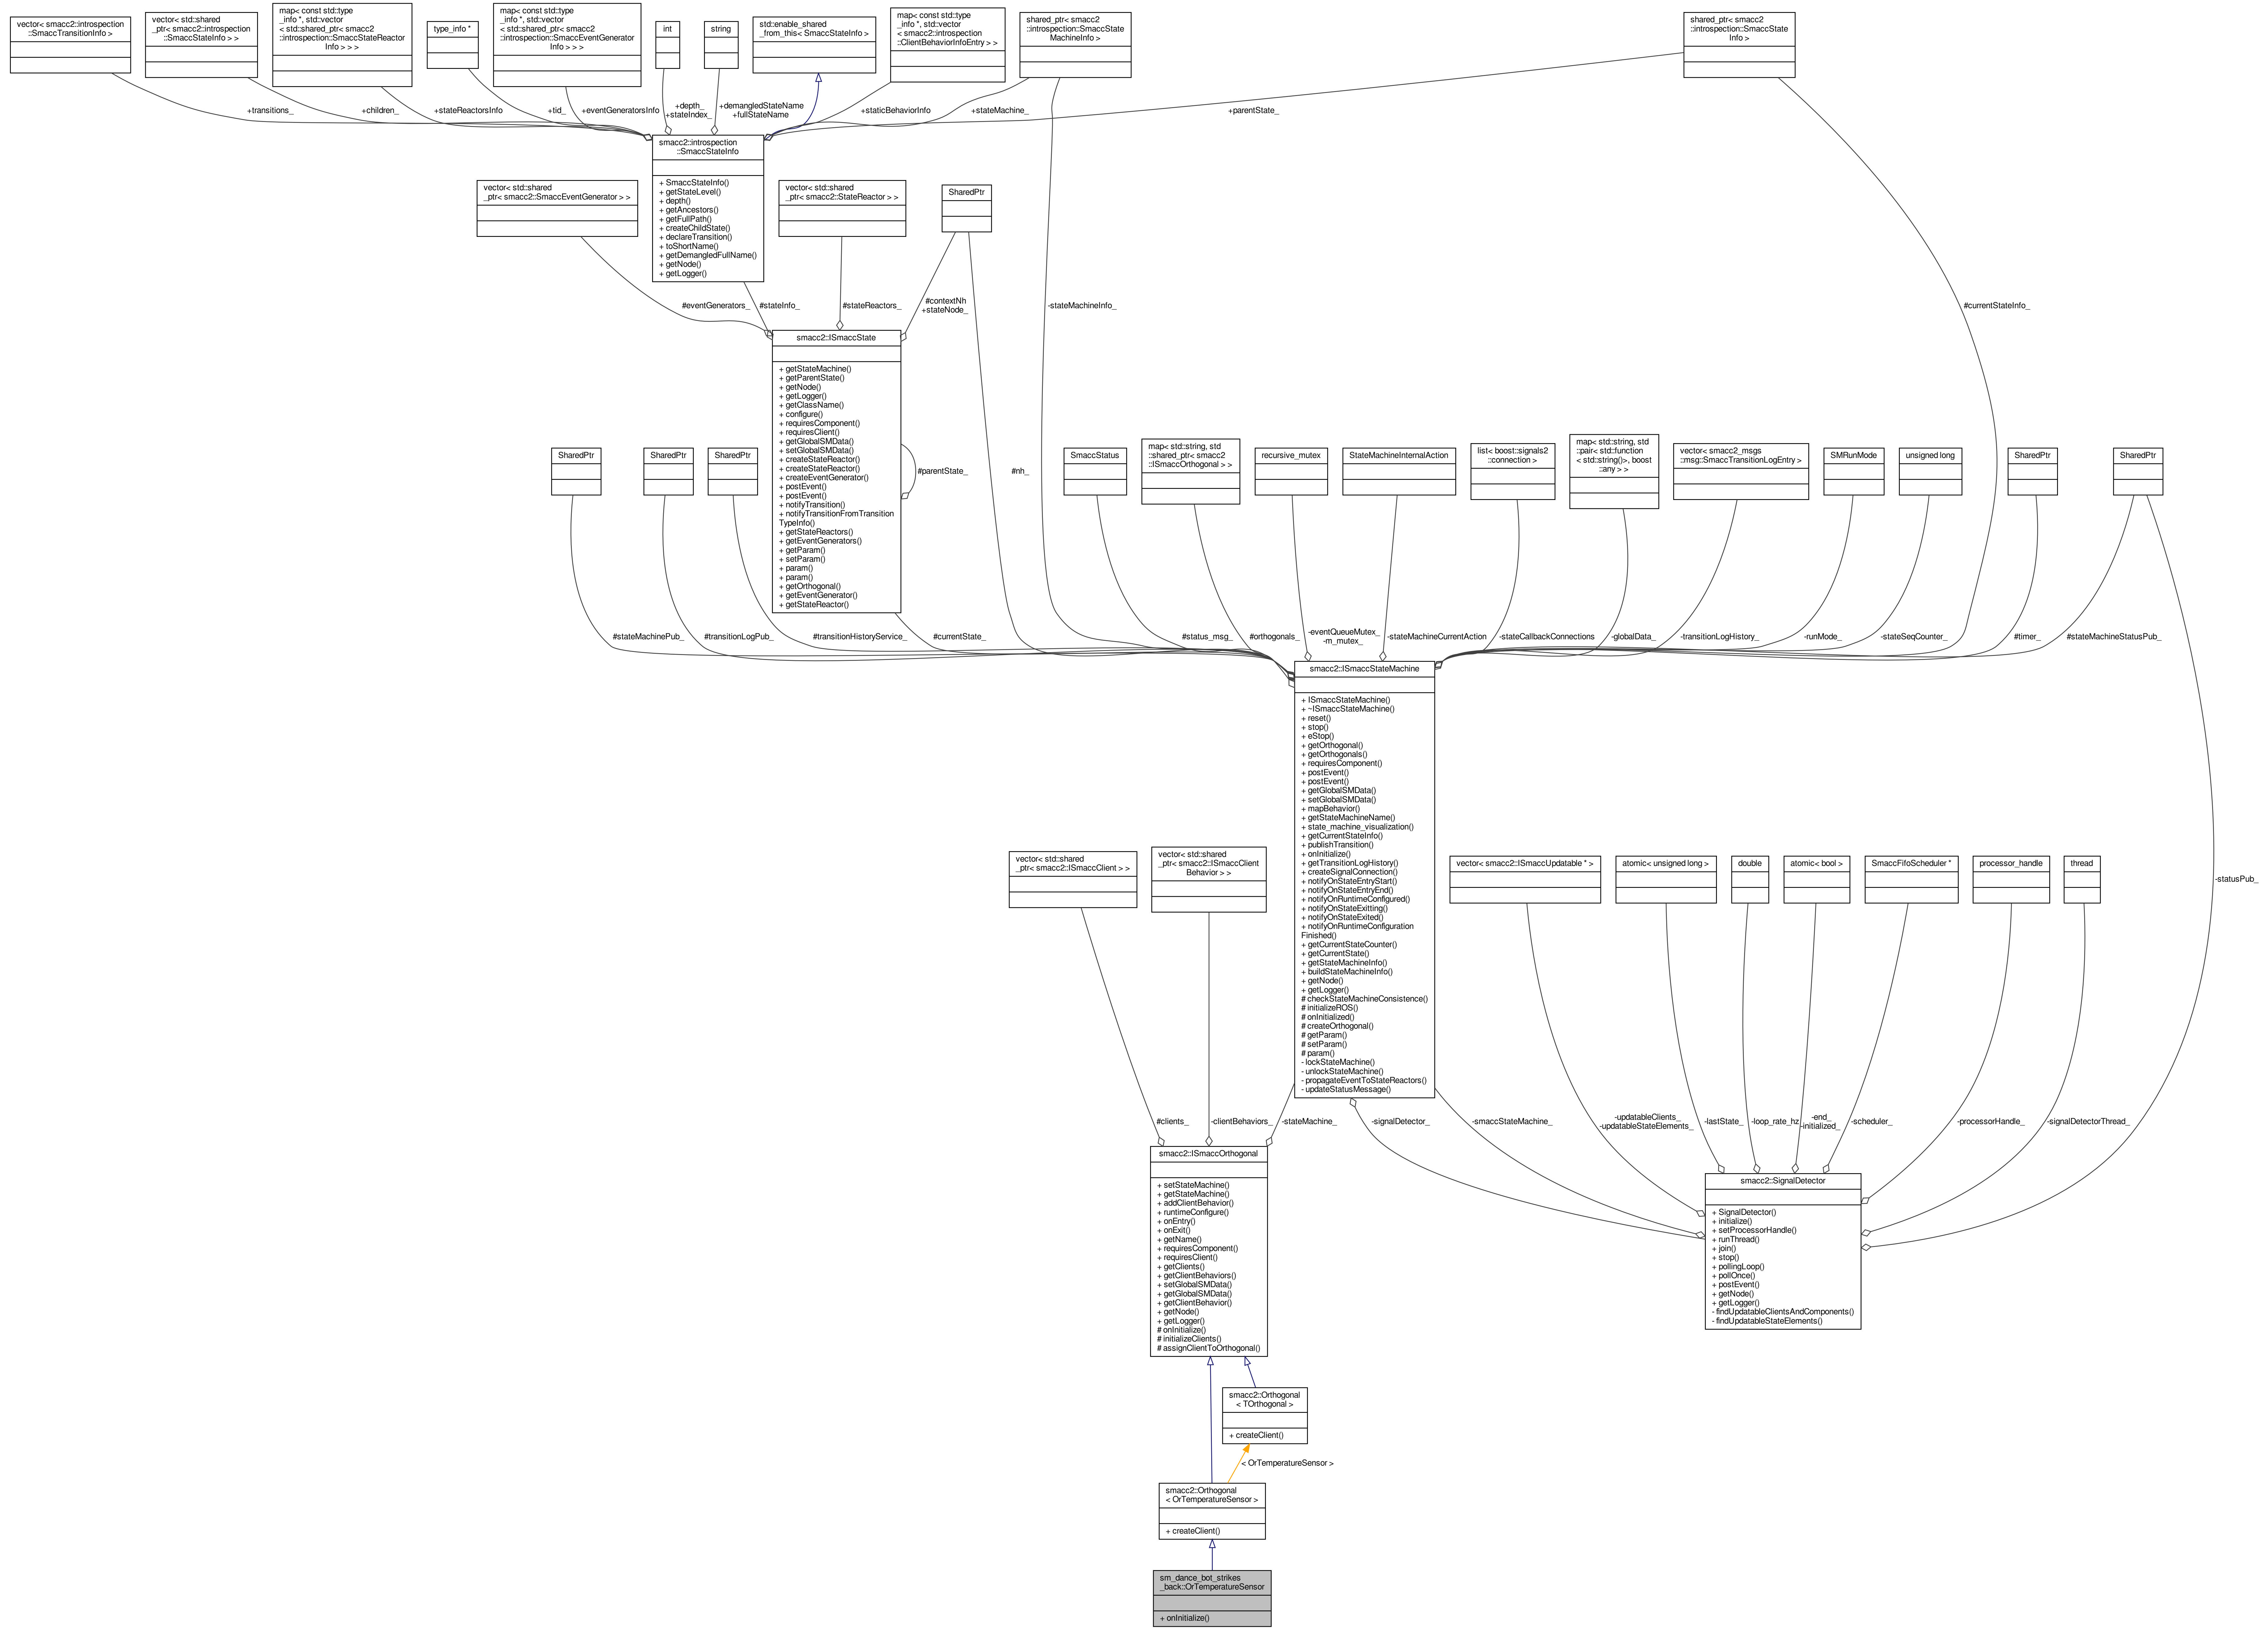 vector< smacc2::introspection
::SmaccTransitionInfo >
vector< std::shared
_ptr< smacc2::introspection
::SmaccStateInfo > >
map< const std::type
_info *, std::vector
< std::shared_ptr< smacc2
::introspection::SmaccStateReactor
Info > > >
type_info *
map< const std::type
_info *, std::vector
< std::shared_ptr< smacc2
::introspection::SmaccEventGenerator
Info > > >
int
string
std::enable_shared
_from_this< SmaccStateInfo >
map< const std::type
_info *, std::vector
< smacc2::introspection
::ClientBehaviorInfoEntry > >
shared_ptr< smacc2
::introspection::SmaccState
MachineInfo >
shared_ptr< smacc2
::introspection::SmaccState
Info >
+transitions_
+children_
+stateReactorsInfo
+tid_
+eventGeneratorsInfo
+depth_
+stateIndex_
+demangledStateName
+fullStateName
+staticBehaviorInfo
+stateMachine_
+parentState_
smacc2::introspection
::SmaccStateInfo
+ SmaccStateInfo()
+ getStateLevel()
+ depth()
+ getAncestors()
+ getFullPath()
+ createChildState()
+ declareTransition()
+ toShortName()
+ getDemangledFullName()
+ getNode()
+ getLogger()
vector< std::shared
_ptr< smacc2::SmaccEventGenerator > >
vector< std::shared
_ptr< smacc2::StateReactor > >
SharedPtr
#eventGenerators_
#stateInfo_
#stateReactors_
#contextNh
+stateNode_
-stateMachineInfo_
#currentStateInfo_
smacc2::ISmaccState
+ getStateMachine()
+ getParentState()
+ getNode()
+ getLogger()
+ getClassName()
+ configure()
+ requiresComponent()
+ requiresClient()
+ getGlobalSMData()
+ setGlobalSMData()
+ createStateReactor()
+ createStateReactor()
+ createEventGenerator()
+ postEvent()
+ postEvent()
+ notifyTransition()
+ notifyTransitionFromTransition
TypeInfo()
+ getStateReactors()
+ getEventGenerators()
+ getParam()
+ setParam()
+ param()
+ param()
+ getOrthogonal()
+ getEventGenerator()
+ getStateReactor()
#parentState_
#nh_
SharedPtr
SharedPtr
SharedPtr
SmaccStatus
map< std::string, std
::shared_ptr< smacc2
::ISmaccOrthogonal > >
recursive_mutex
StateMachineInternalAction
list< boost::signals2
::connection >
map< std::string, std
::pair< std::function
< std::string()>, boost
::any > >
vector< smacc2_msgs
::msg::SmaccTransitionLogEntry >
SMRunMode
unsigned long
SharedPtr
SharedPtr
#stateMachinePub_
#transitionLogPub_
#transitionHistoryService_
#currentState_
#status_msg_
#orthogonals_
-eventQueueMutex_
-m_mutex_
-stateMachineCurrentAction
-stateCallbackConnections
-globalData_
-transitionLogHistory_
-runMode_
-stateSeqCounter_
#timer_
#stateMachineStatusPub_
smacc2::ISmaccStateMachine
+ ISmaccStateMachine()
+ ~ISmaccStateMachine()
+ reset()
+ stop()
+ eStop()
+ getOrthogonal()
+ getOrthogonals()
+ requiresComponent()
+ postEvent()
+ postEvent()
+ getGlobalSMData()
+ setGlobalSMData()
+ mapBehavior()
+ getStateMachineName()
+ state_machine_visualization()
+ getCurrentStateInfo()
+ publishTransition()
+ onInitialize()
+ getTransitionLogHistory()
+ createSignalConnection()
+ notifyOnStateEntryStart()
+ notifyOnStateEntryEnd()
+ notifyOnRuntimeConfigured()
+ notifyOnStateExitting()
+ notifyOnStateExited()
+ notifyOnRuntimeConfiguration
Finished()
+ getCurrentStateCounter()
+ getCurrentState()
+ getStateMachineInfo()
+ buildStateMachineInfo()
+ getNode()
+ getLogger()
# checkStateMachineConsistence()
# initializeROS()
# onInitialized()
# createOrthogonal()
# getParam()
# setParam()
# param()
- lockStateMachine()
- unlockStateMachine()
- propagateEventToStateReactors()
- updateStatusMessage()
vector< std::shared
_ptr< smacc2::ISmaccClient > >
vector< std::shared
_ptr< smacc2::ISmaccClient
Behavior > >
vector< smacc2::ISmaccUpdatable * >
atomic< unsigned long >
double
atomic< bool >
SmaccFifoScheduler *
processor_handle
thread
-statusPub_
#clients_
-clientBehaviors_
-stateMachine_
-signalDetector_
-smaccStateMachine_
-updatableClients_
-updatableStateElements_
-lastState_
-loop_rate_hz
-end_
-initialized_
-scheduler_
-processorHandle_
-signalDetectorThread_
smacc2::ISmaccOrthogonal
+ setStateMachine()
+ getStateMachine()
+ addClientBehavior()
+ runtimeConfigure()
+ onEntry()
+ onExit()
+ getName()
+ requiresComponent()
+ requiresClient()
+ getClients()
+ getClientBehaviors()
+ setGlobalSMData()
+ getGlobalSMData()
+ getClientBehavior()
+ getNode()
+ getLogger()
# onInitialize()
# initializeClients()
# assignClientToOrthogonal()
smacc2::SignalDetector
+ SignalDetector()
+ initialize()
+ setProcessorHandle()
+ runThread()
+ join()
+ stop()
+ pollingLoop()
+ pollOnce()
+ postEvent()
+ getNode()
+ getLogger()
- findUpdatableClientsAndComponents()
- findUpdatableStateElements()
smacc2::Orthogonal
< TOrthogonal >
+ createClient()
< OrTemperatureSensor >
smacc2::Orthogonal
< OrTemperatureSensor >
+ createClient()
sm_dance_bot_strikes
_back::OrTemperatureSensor
+ onInitialize()